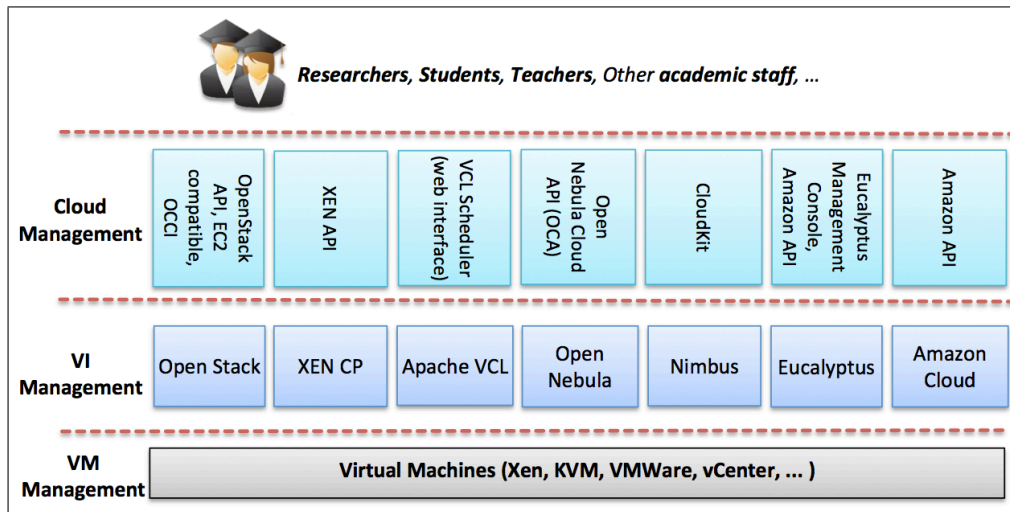 Researchers, Students, Teachers, Other academic staff, ...
Cloud
Management
OpenStack
API, EC2
compatible,
OCCI
XEN API
VCL Scheduler
(web interface)
Open
Nebula Cloud
API (OCA)
CloudKit
Eucalyptus
Management
Console,
Amazon API
Amazon API
VI
Management
Open Stack
XEN CP
Apache VCL
Open
Nebula
Nimbus
Eucalyptus
Amazon
Cloud
VM
Management
Virtual Machines (Xen, KVM, VMWare, vCenter, ... )